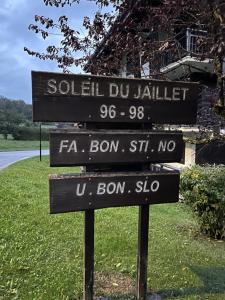 SOLEIL DU JAILLET
96 - 98
FA . BON . STI . NO
U . BON . SLO